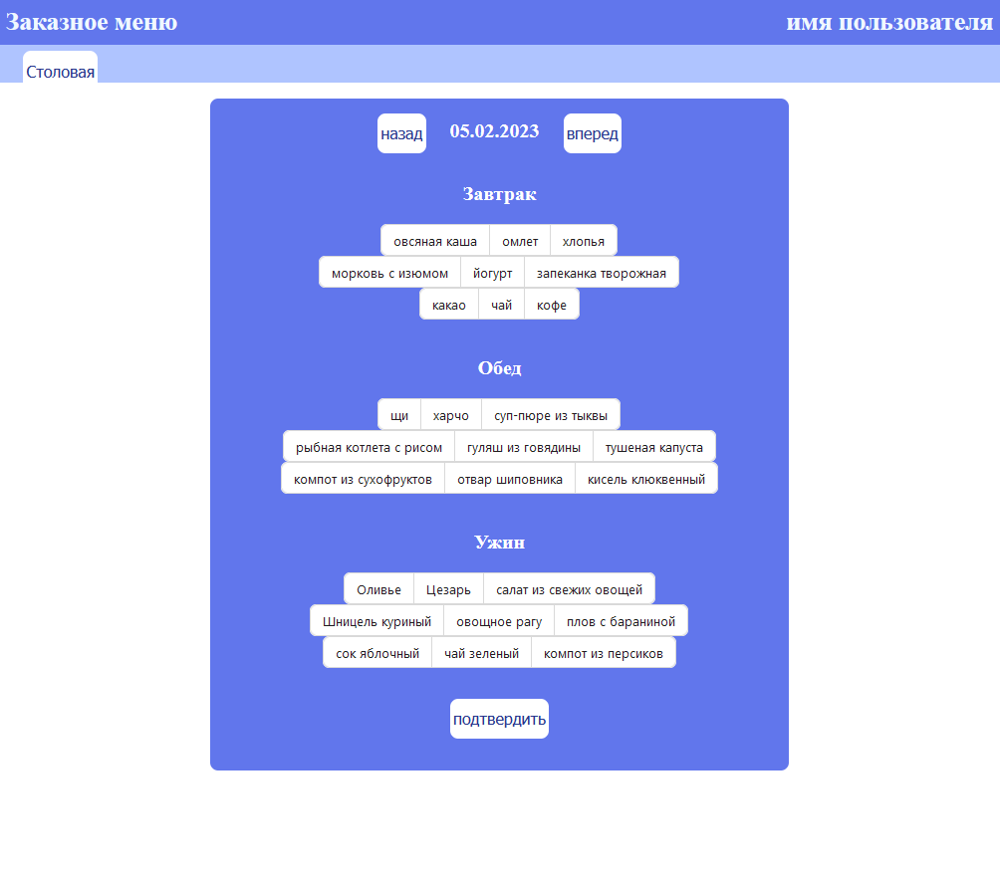 Заказное меню имя пользователя
Столовая
назад 05.02.2023 вперед
Завтрак
овсяная каша омлет хлопья
морковь с изюмом йогурт запеканка творожная
какао чай кофе
Обед
щи харчо суп-пюре из тыквы
рыбная котлета с рисом гуляш из говядины тушеная капуста
компот из сухофруктов отвар шиповника кисель клюквенный
Ужин
Оливье Цезарь салат из свежих овощей
Шницель куриный овощное рагу плов с бараниной
сок яблочный чай зеленый компот из персиков
подтвердить